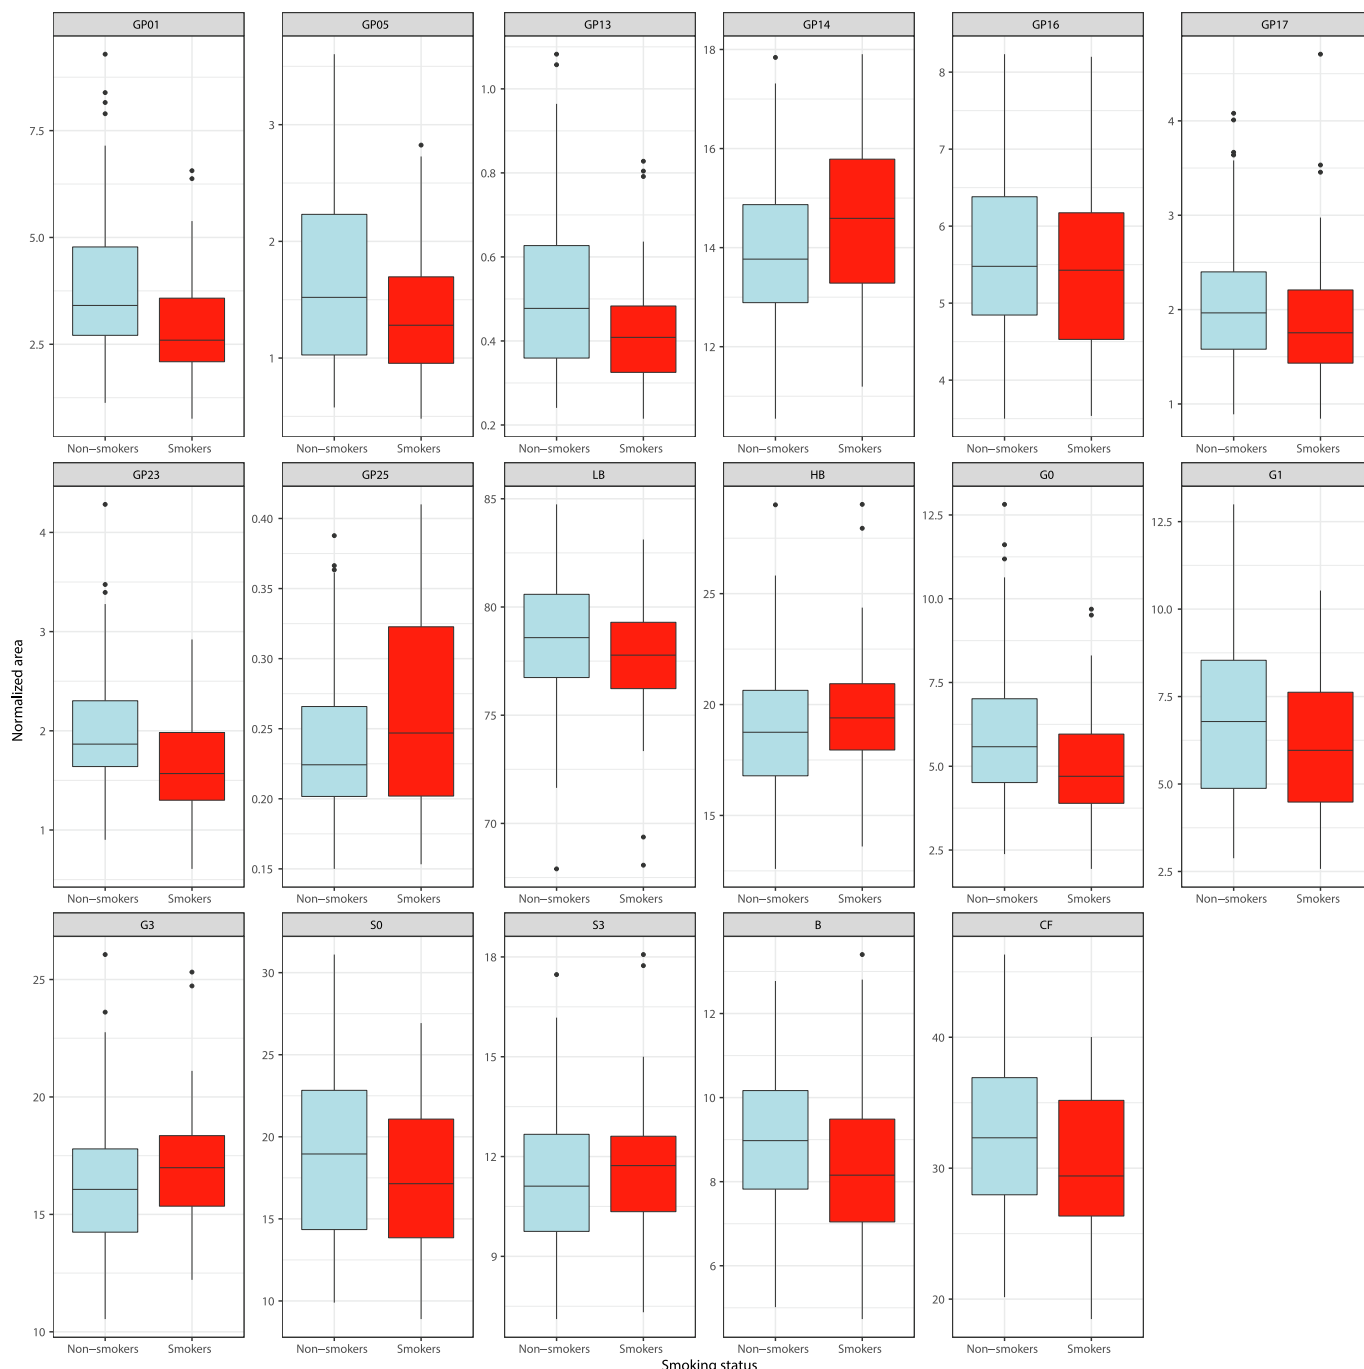 GP01 GP05 GP13 GP14 GP16 GP17
7.5 5.0 2.5
3 2 1
1.0 0.8 0.6 0.4 0.2
18 16 14 12
8 7 6 5 4
4 3 2 1
Non−smokers Smokers Non−smokers Smokers Non−smokers Smokers Non−smokers Smokers Non−smokers Smokers Non−smokers Smokers
GP23 GP25 LB HB G0 G1
4 3 2 1
0.40 0.35 0.30 0.25 0.20 0.15
85 80 75 70
25 20 15
12.5 10.0 7.5 5.0 2.5
12.5 10.0 7.5 5.0 2.5
Normalized area
Non−smokers Smokers Non−smokers Smokers Non−smokers Smokers Non−smokers Smokers Non−smokers Smokers Non−smokers Smokers
G3 S0 S3 B CF
25 20 15 10
30 25 20 15 10
18 15 12 9
12 10 8 6
40 30 20
Non−smokers Smokers Non−smokers Smokers Non−smokers Smokers Non−smokers Smokers Non−smokers Smokers
Smoking status